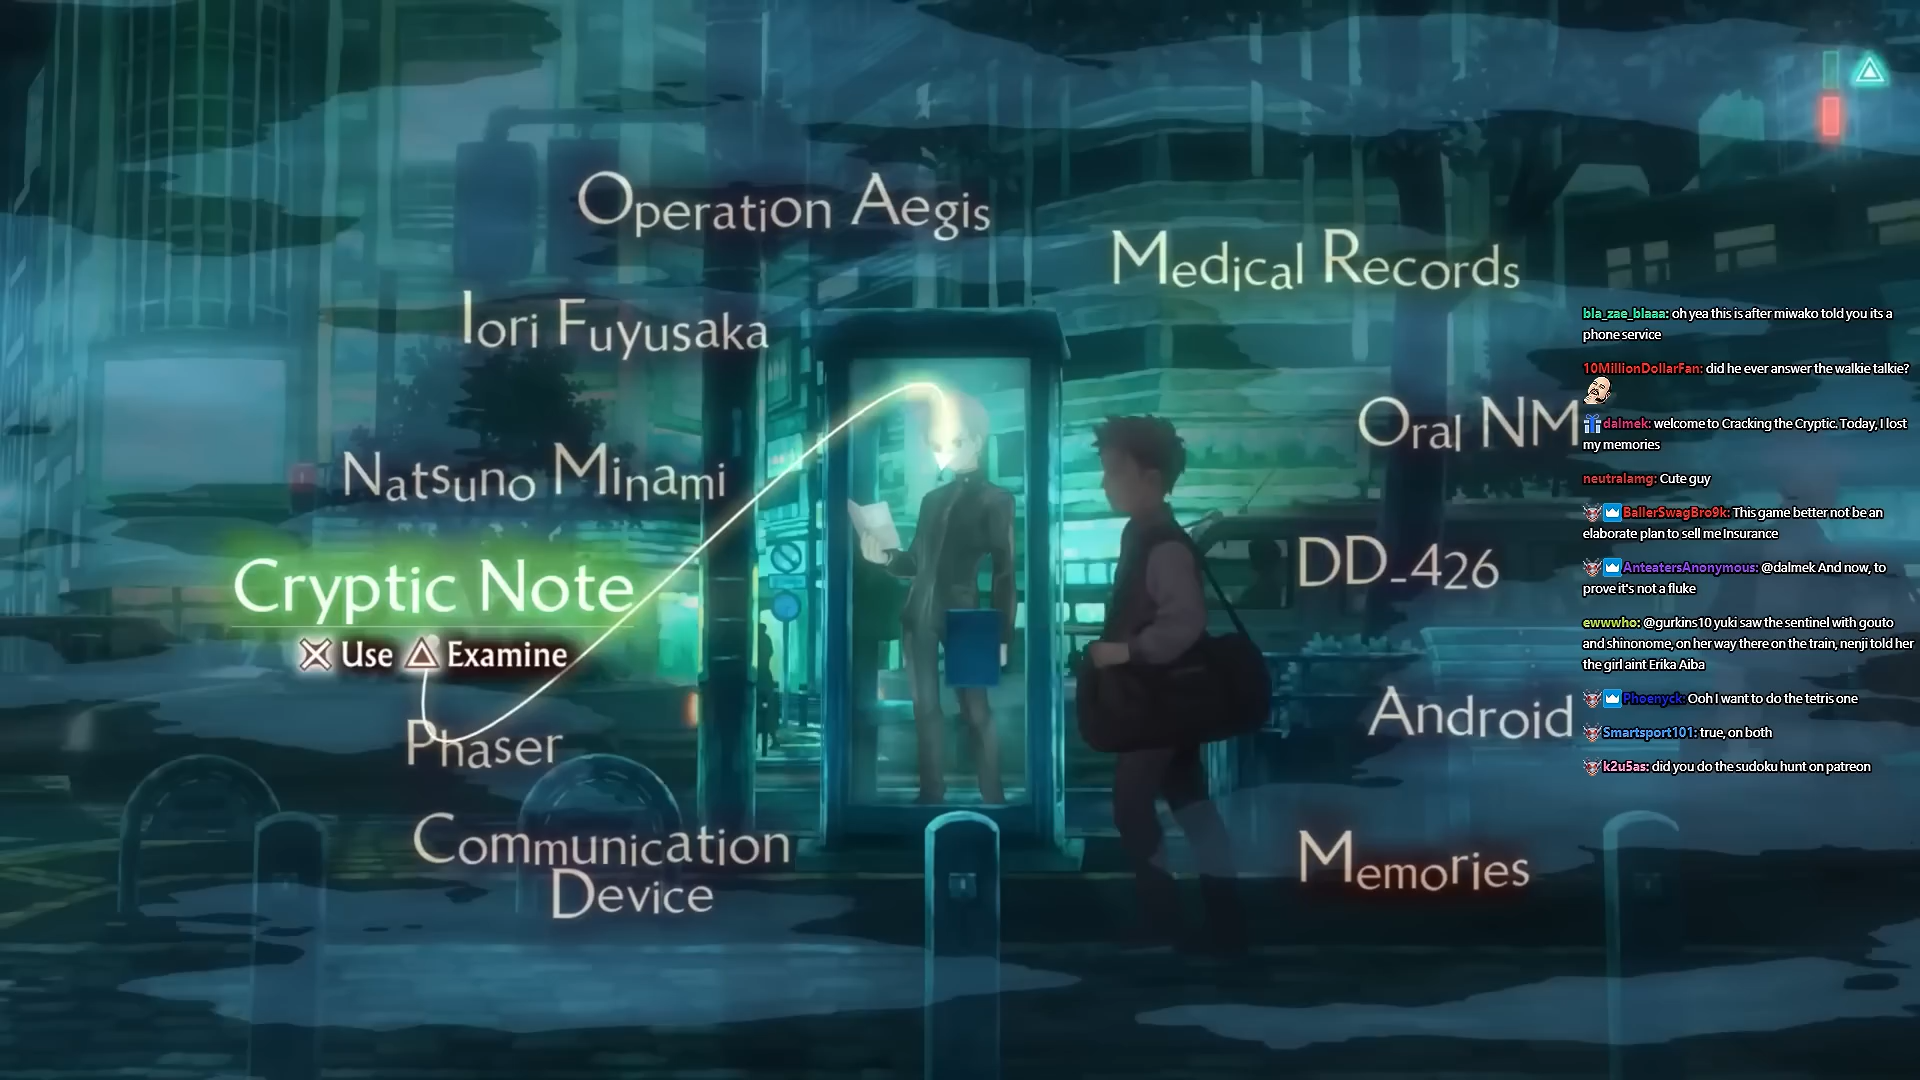 Operation Aegis
Medical Records
Iori Fuyusaka
Oral NM
Natsuno Minami
DD-426
Cryptic Note
Use Examine
Android
Phaser
Communication
Device
Memories
bla_zae_blaaa: oh yea this is after miwako told you its a
phone service
10MillionDollarFan: did he ever answer the walkie talkie?
dalmek: welcome to Cracking the Cryptic. Today, I lost
my memories
neutralamg: Cute guy
BallerSwagBro9k: This game better not be an
elaborate plan to sell me Insurance
AnteatersAnonymous: @dalmek And now, to
prove it's not a fluke
ewwwho: @gurkins10 yuki saw the sentinel with gouto
and shinonome, on her way there on the train, nenji told her
the girl aint Erika Aiba
Phoenyck: Ooh I want to do the tetris one
Smartsport101: true, on both
k2u5as: did you do the sudoku hunt on patreon